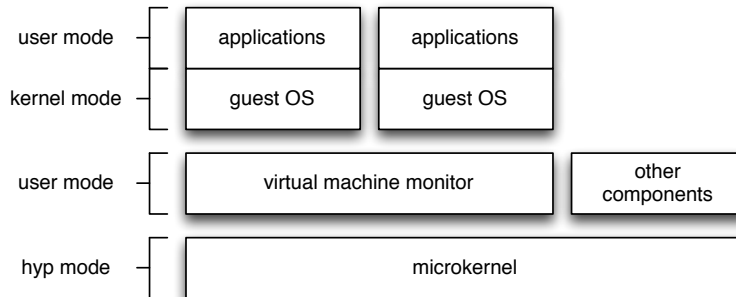 user mode
applications
applications
kernel mode
guest OS
guest OS
user mode
virtual machine monitor
other
components
hyp mode
microkernel